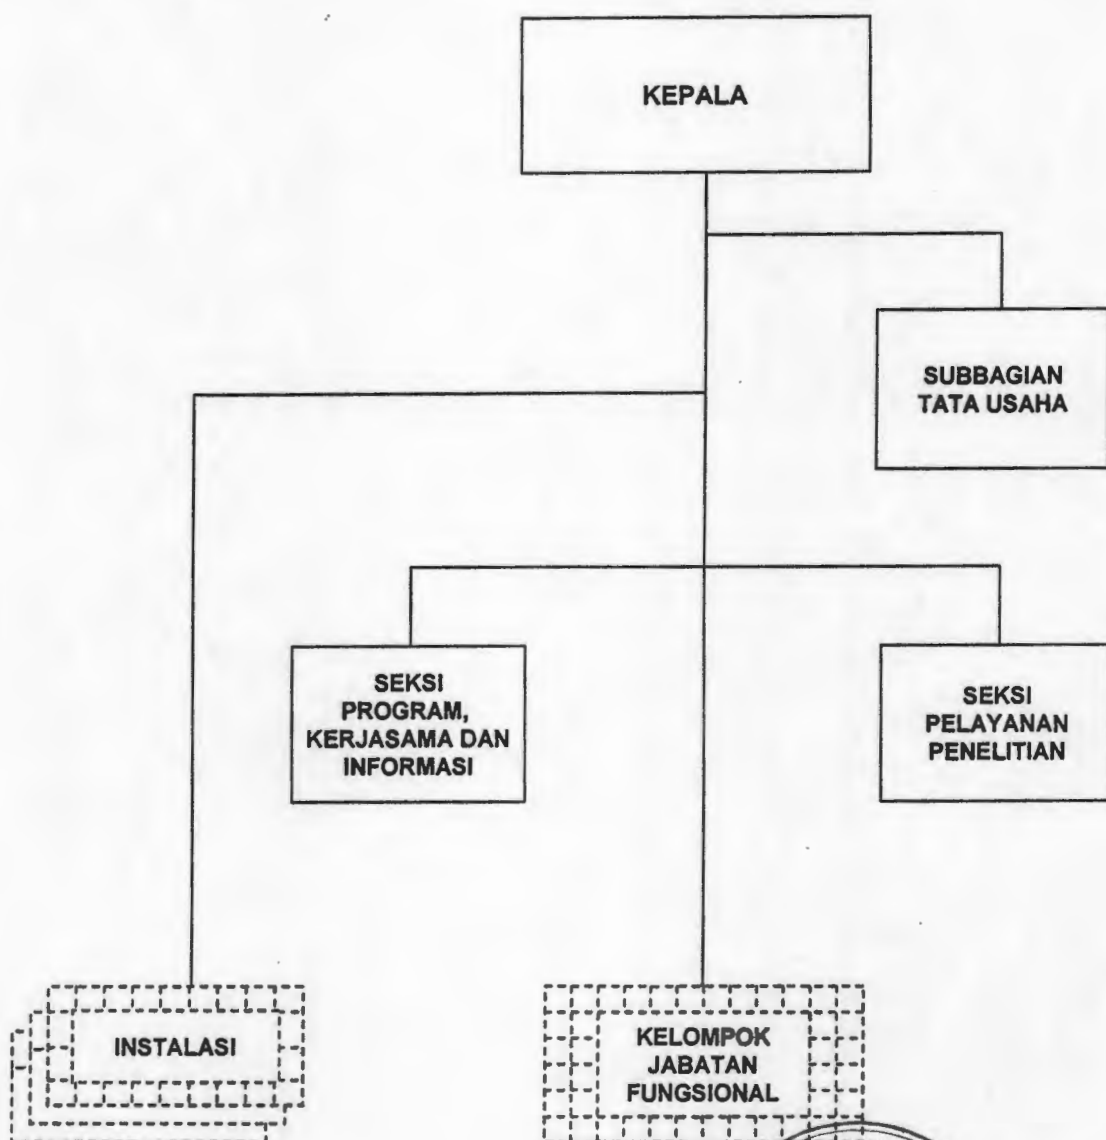 KEPALA
SUBBAGIAN
TATA USAHA
SEKSI
PROGRAM,
KERJASAMA DAN
INFORMASI
SEKSI
PELAYANAN
PENELITIAN
INSTALASI
KELOMPOK
JABATAN
FUNGSIONAL